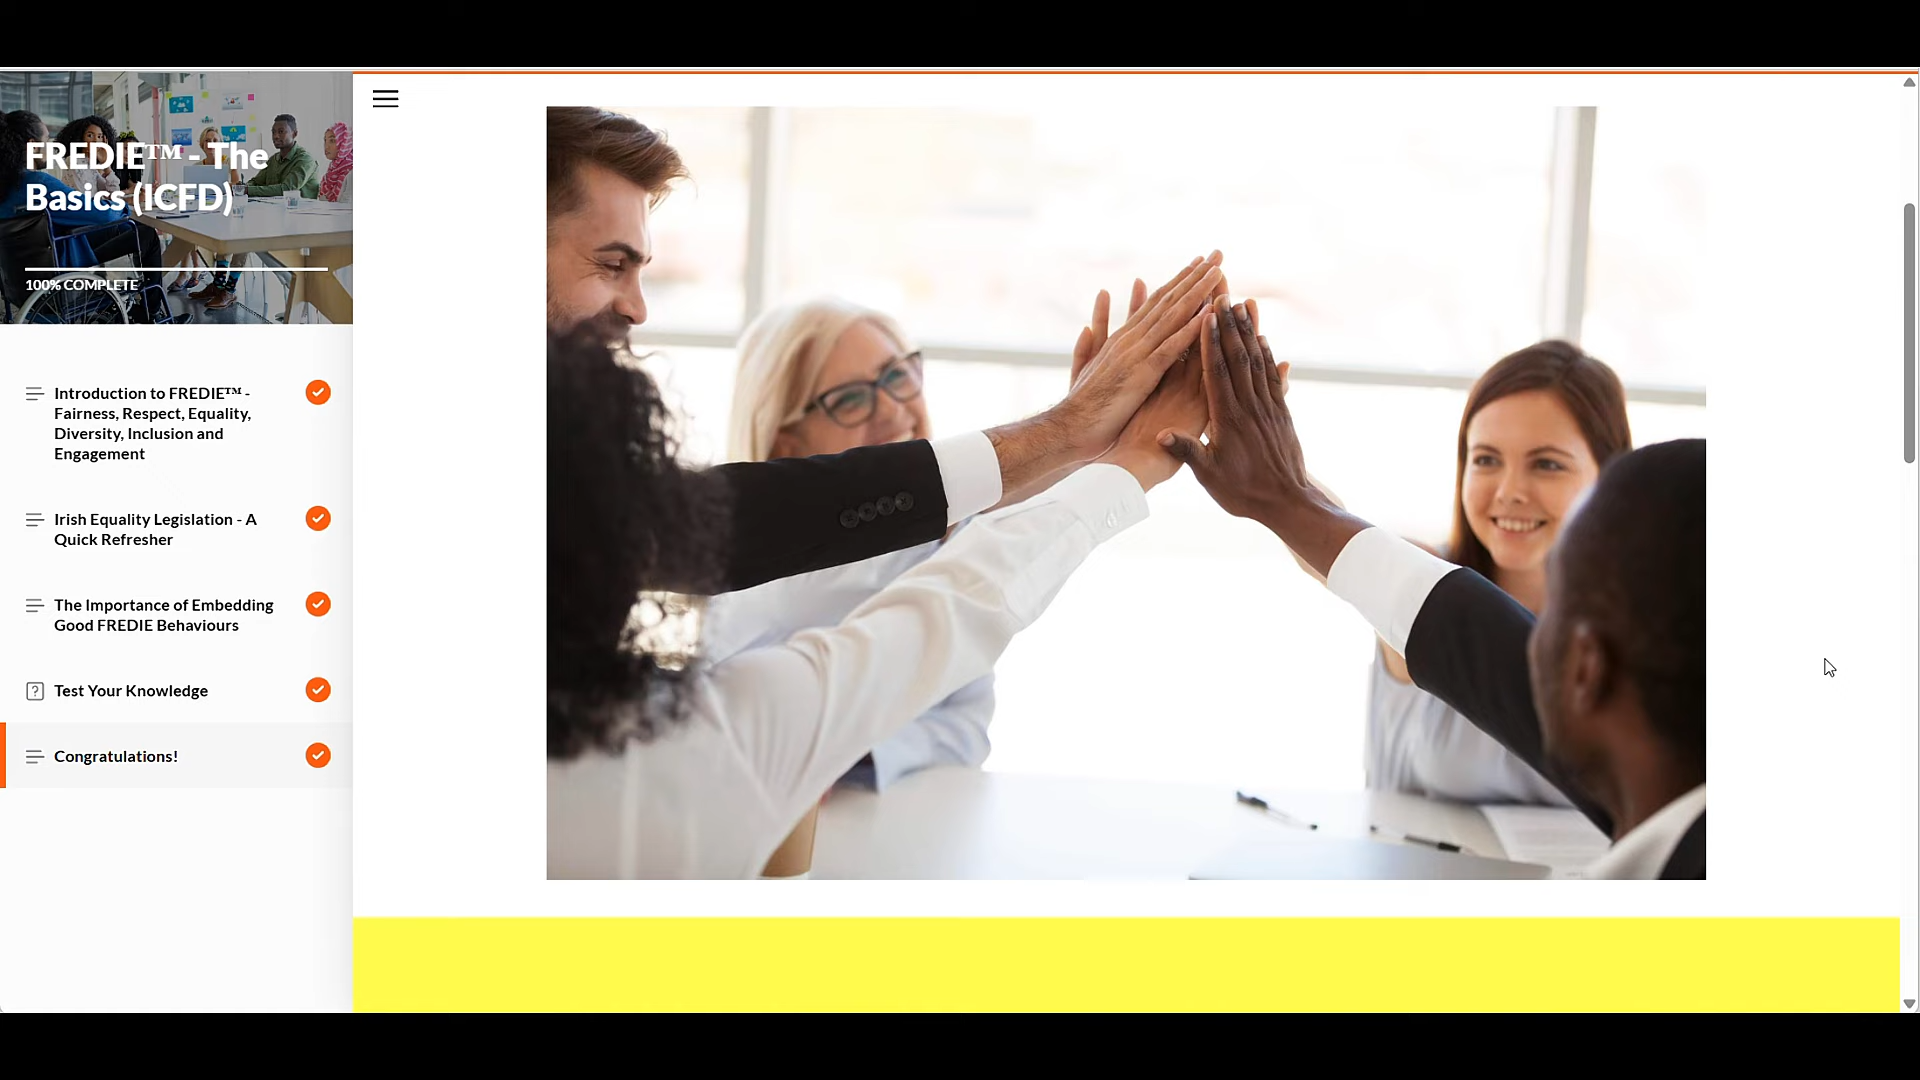 FREDIE™ - The
Basics (ICFD)
100% COMPLETE
Introduction to FREDIE™ -
Fairness, Respect, Equality,
Diversity, Inclusion and
Engagement
Irish Equality Legislation - A
Quick Refresher
The Importance of Embedding
Good FREDIE Behaviours
Test Your Knowledge
Congratulations!